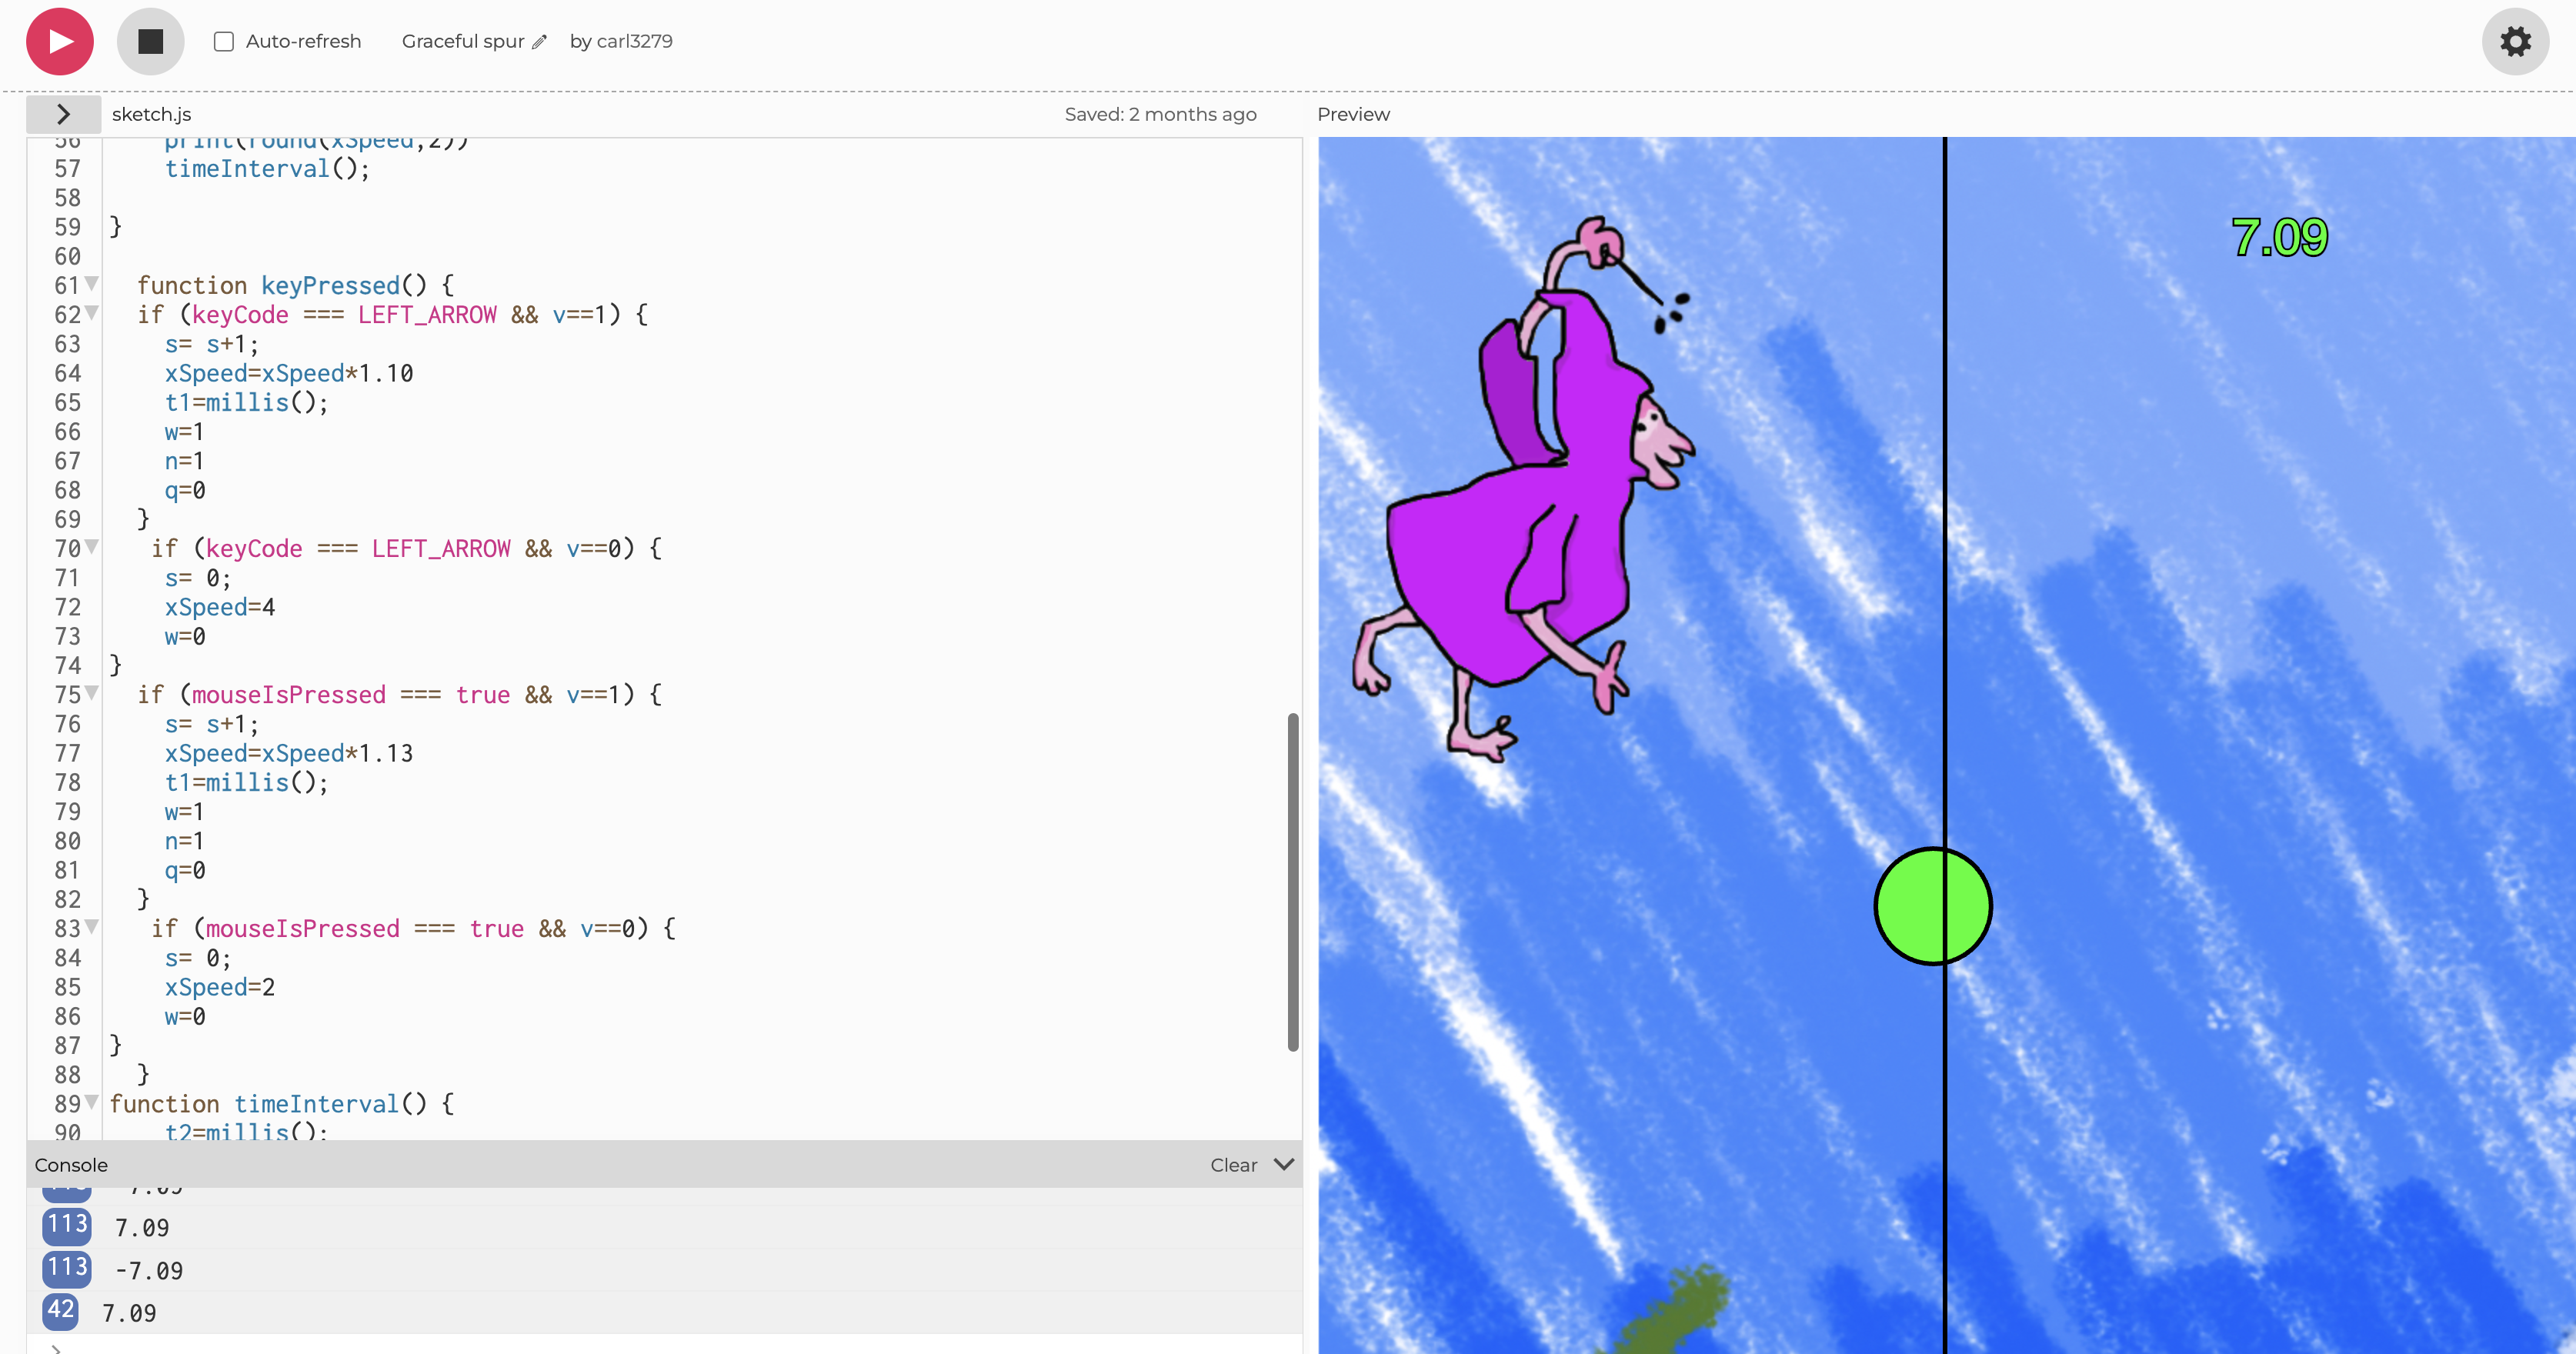 Auto-refresh Graceful spur by carl3279
sketch.js Saved: 2 months ago Preview
56 print(round(xSpeed,2))
57 timeInterval();
58
59 }
60
61 function keyPressed() {
62 if (keyCode === LEFT_ARROW && v==1) {
63 s= s+1;
64 xSpeed=xSpeed*1.10
65 t1=millis();
66 w=1
67 n=1
68 q=0
69 }
70 if (keyCode === LEFT_ARROW && v==0) {
71 s= 0;
72 xSpeed=4
73 w=0
74 }
75 if (mouseIsPressed === true && v==1) {
76 s= s+1;
77 xSpeed=xSpeed*1.13
78 t1=millis();
79 w=1
80 n=1
81 q=0
82 }
83 if (mouseIsPressed === true && v==0) {
84 s= 0;
85 xSpeed=2
86 w=0
87 }
88 }
89 function timeInterval() {
90 t2=millis();
Console Clear
113 7.09
113 -7.09
42 7.09
>
7.09